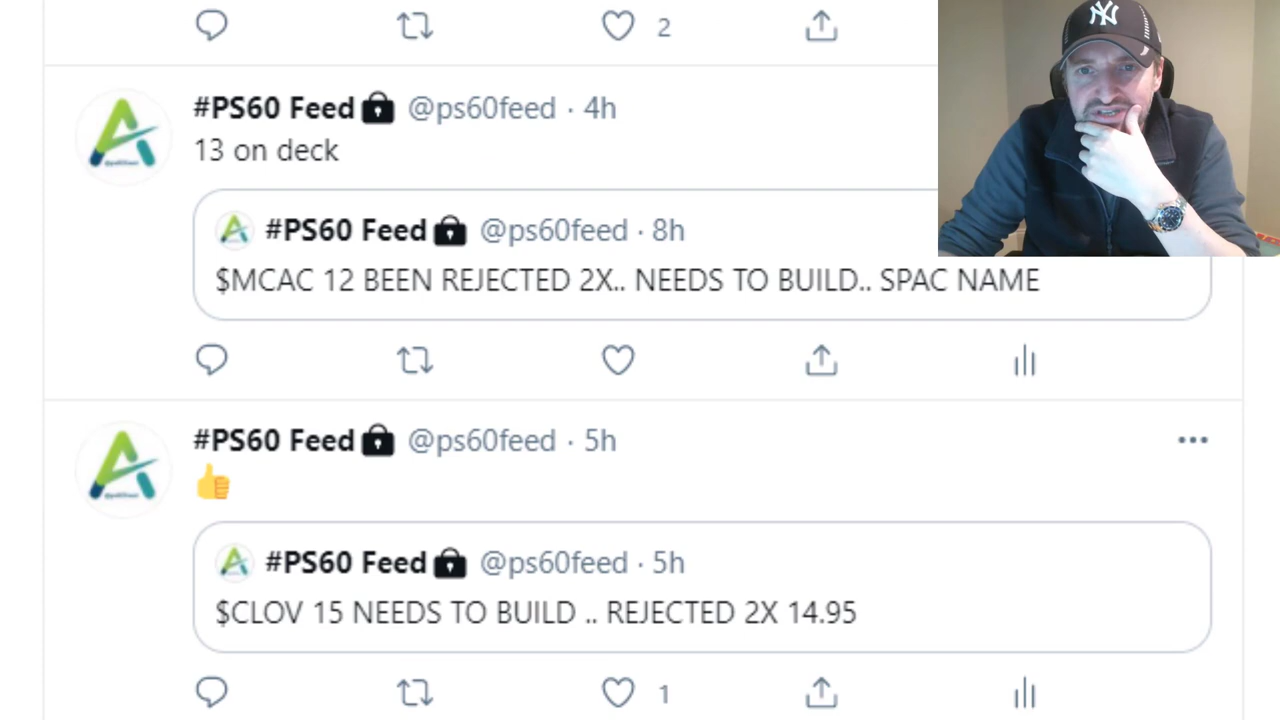 2
#PS60 Feed🔒 @ps60feed · 4h
13 on deck
#PS60 Feed🔒 @ps60feed · 8h
$MCAC 12 BEEN REJECTED 2X.. NEEDS TO BUILD.. SPAC NAME
#PS60 Feed🔒 @ps60feed · 5h
👍
#PS60 Feed🔒 @ps60feed · 5h
$CLOV 15 NEEDS TO BUILD .. REJECTED 2X 14.95
1
NY